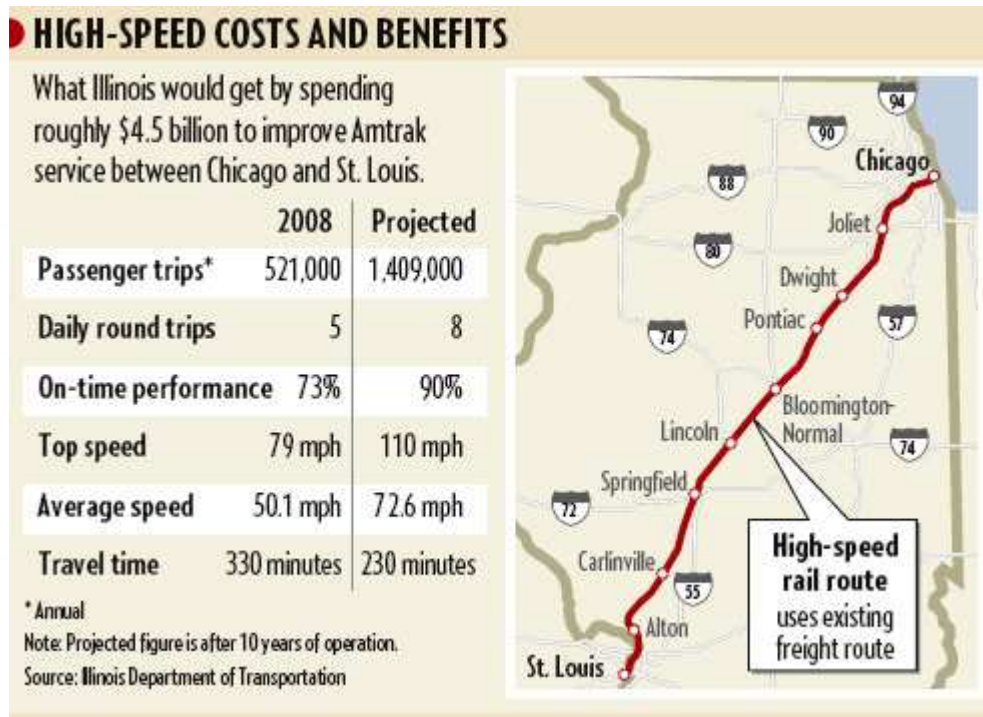 HIGH-SPEED COSTS AND BENEFITS
What Illinois would get by spending
roughly $4.5 billion to improve Amtrak
service between Chicago and St. Louis.
2008 Projected
Passenger trips* 521,000 1,409,000
Daily round trips 5 8
On-time performance 73% 90%
Top speed 79 mph 110 mph
Average speed 50.1 mph 72.6 mph
Travel time 330 minutes 230 minutes
* Annual
Note: Projected figure is after 10 years of operation.
Source: Illinois Department of Transportation
94
90
Chicago
88
Joliet
80
Dwight
Pontiac
57
74
Bloomington-
Normal
Lincoln
74
Springfield
72
High-speed
rail route
uses existing
freight route
Carlinville
55
Alton
St. Louis